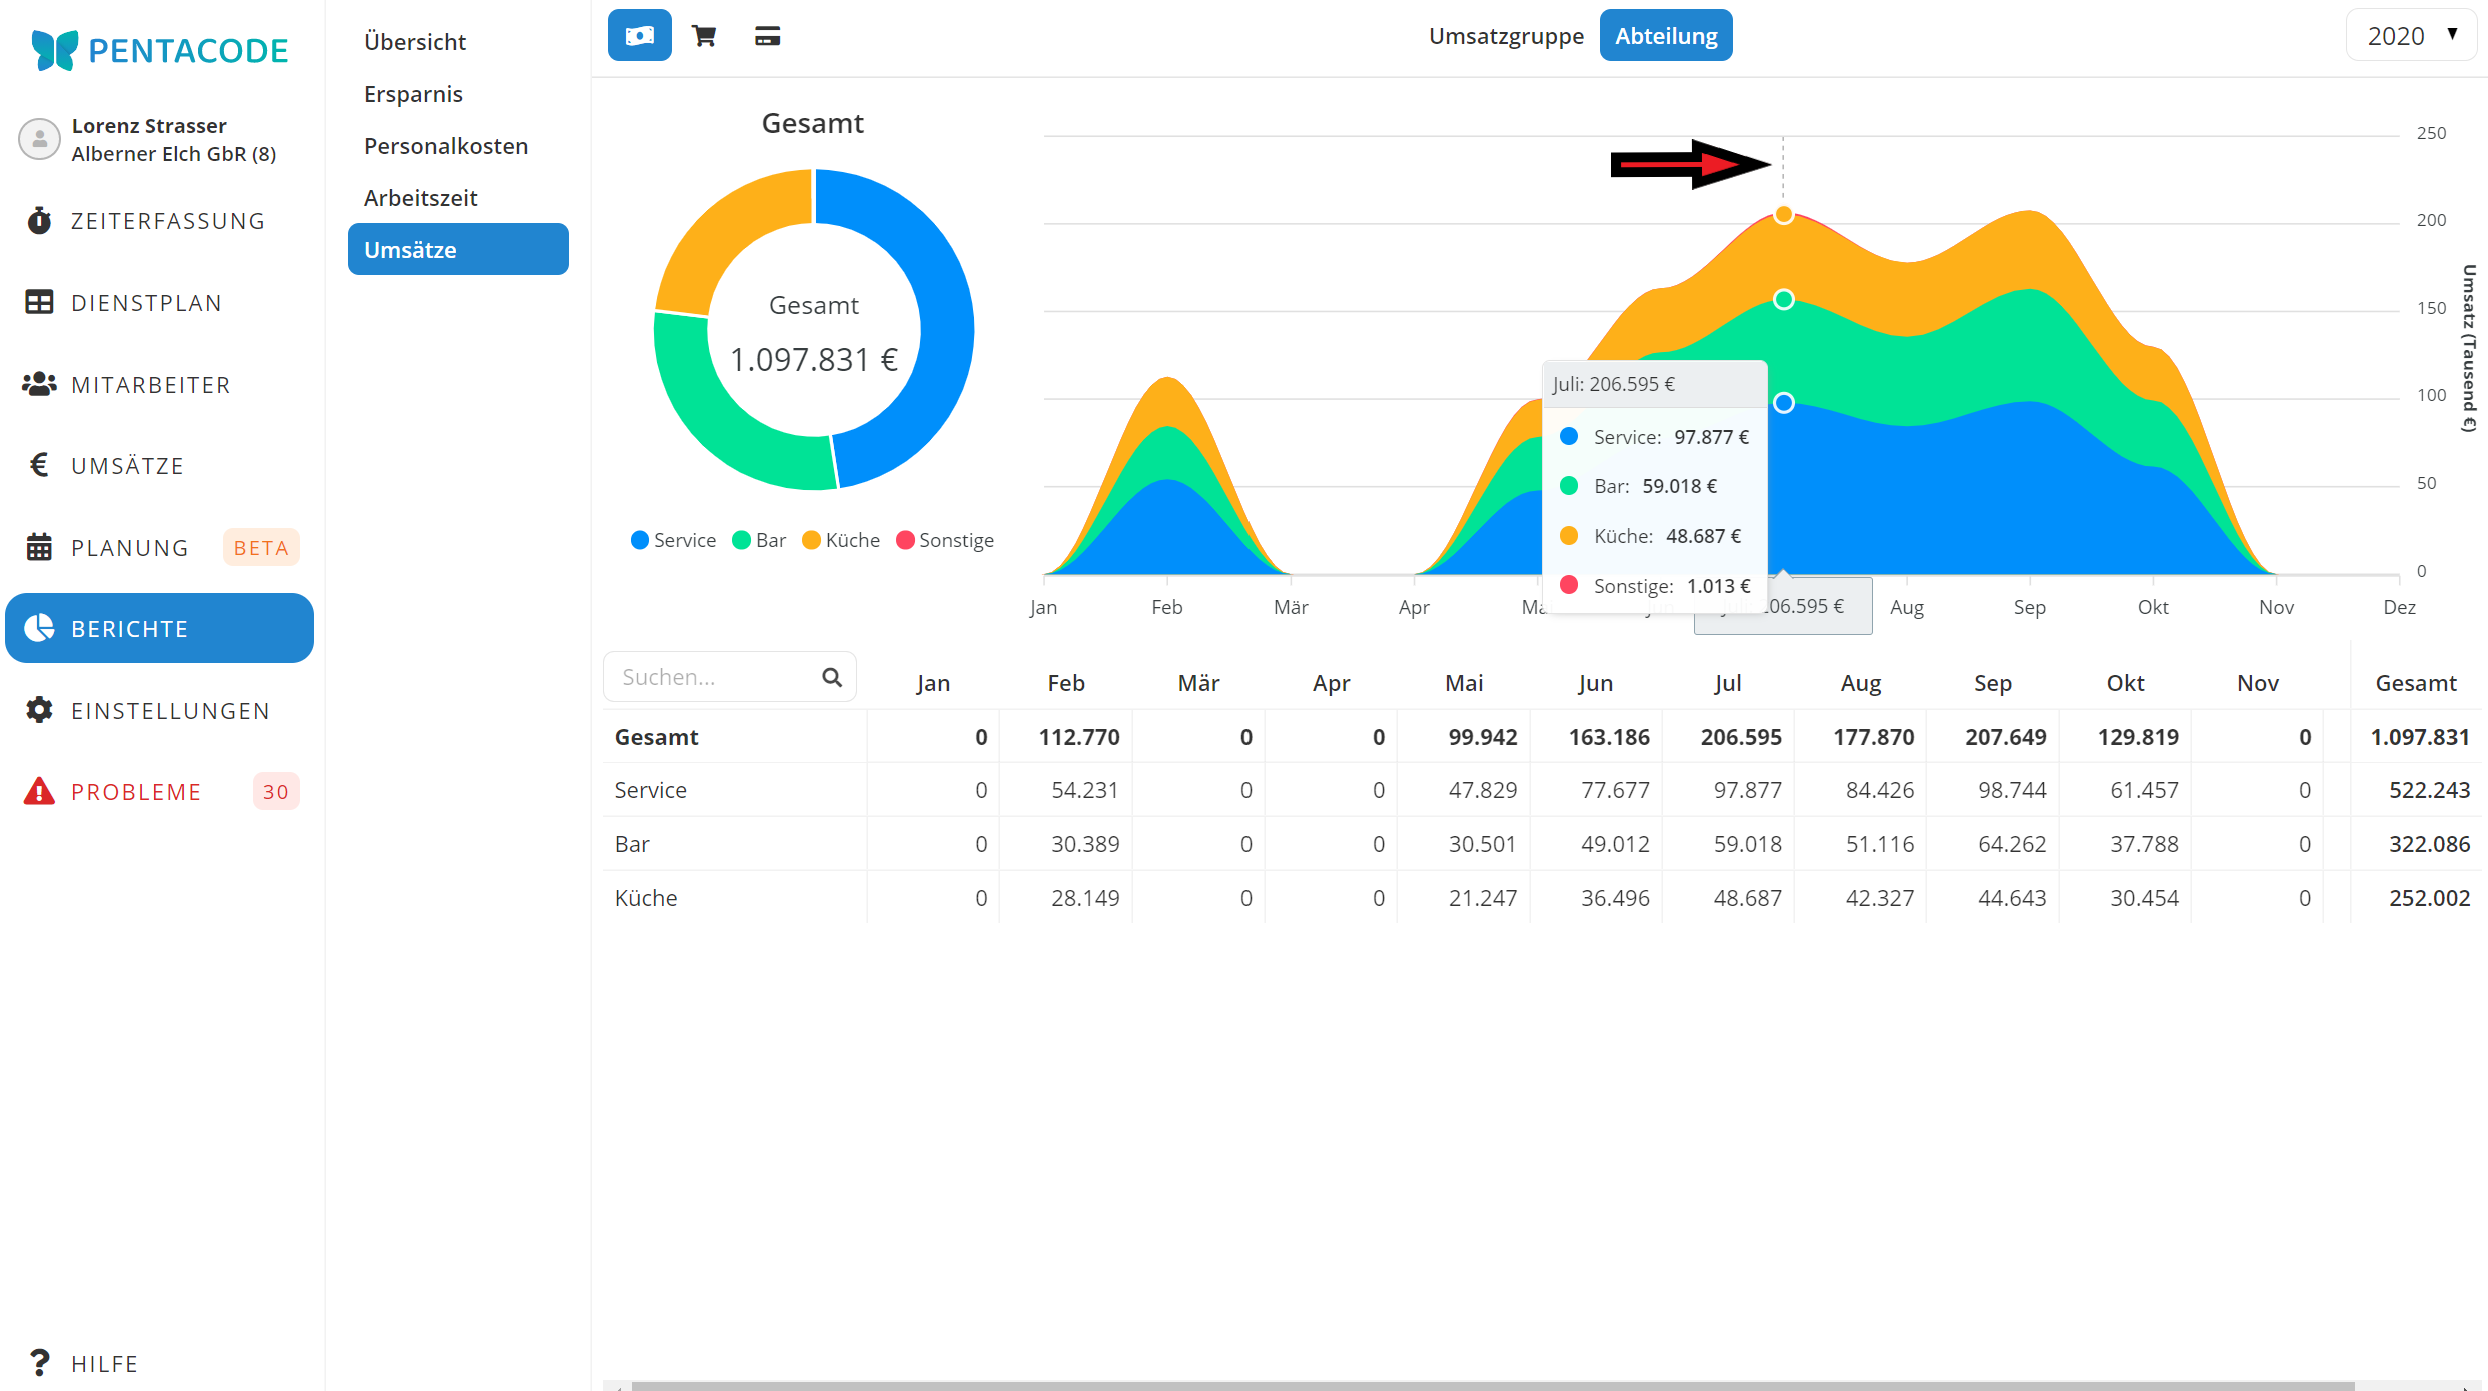 PENTACODE
Lorenz Strasser
Alberner Elch GbR (8)
ZEITERFASSUNG
DIENSTPLAN
MITARBEITER
UMSÄTZE
PLANUNG BETA
BERICHTE
EINSTELLUNGEN
PROBLEME 30
HILFE
Übersicht
Ersparnis
Personalkosten
Arbeitszeit
Umsätze
Umsatzgruppe Abteilung
2020
Gesamt
Gesamt
1.097.831 €
Service Bar Küche Sonstige
250
200
150
100
50
0
Umsatz (Tausend €)
Juli: 206.595 €
Service: 97.877 €
Bar: 59.018 €
Küche: 48.687 €
Sonstige: 1.013 €
Jan Feb Mär Apr 206.595 € Aug Sep Okt Nov Dez
Suchen... Jan Feb Mär Apr Mai Jun Jul Aug Sep Okt Nov Gesamt
Gesamt 0 112.770 0 0 99.942 163.186 206.595 177.870 207.649 129.819 0 1.097.831
Service 0 54.231 0 0 47.829 77.677 97.877 84.426 98.744 61.457 0 522.243
Bar 0 30.389 0 0 30.501 49.012 59.018 51.116 64.262 37.788 0 322.086
Küche 0 28.149 0 0 21.247 36.496 48.687 42.327 44.643 30.454 0 252.002